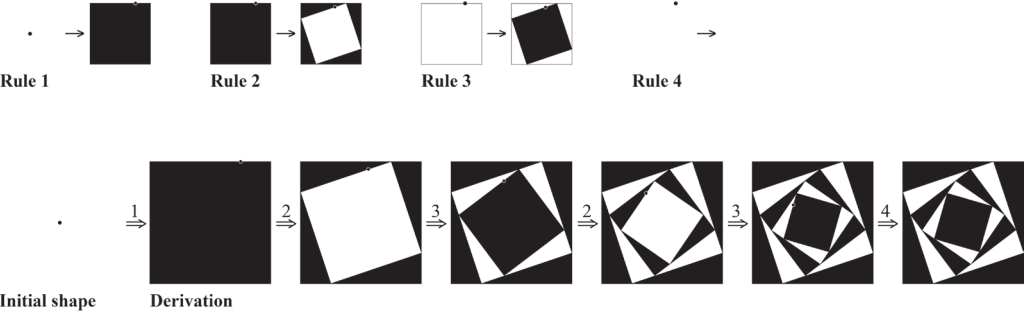 Rule 1 Rule 2 Rule 3 Rule 4
1 2 3 2 3 4
Initial shape Derivation